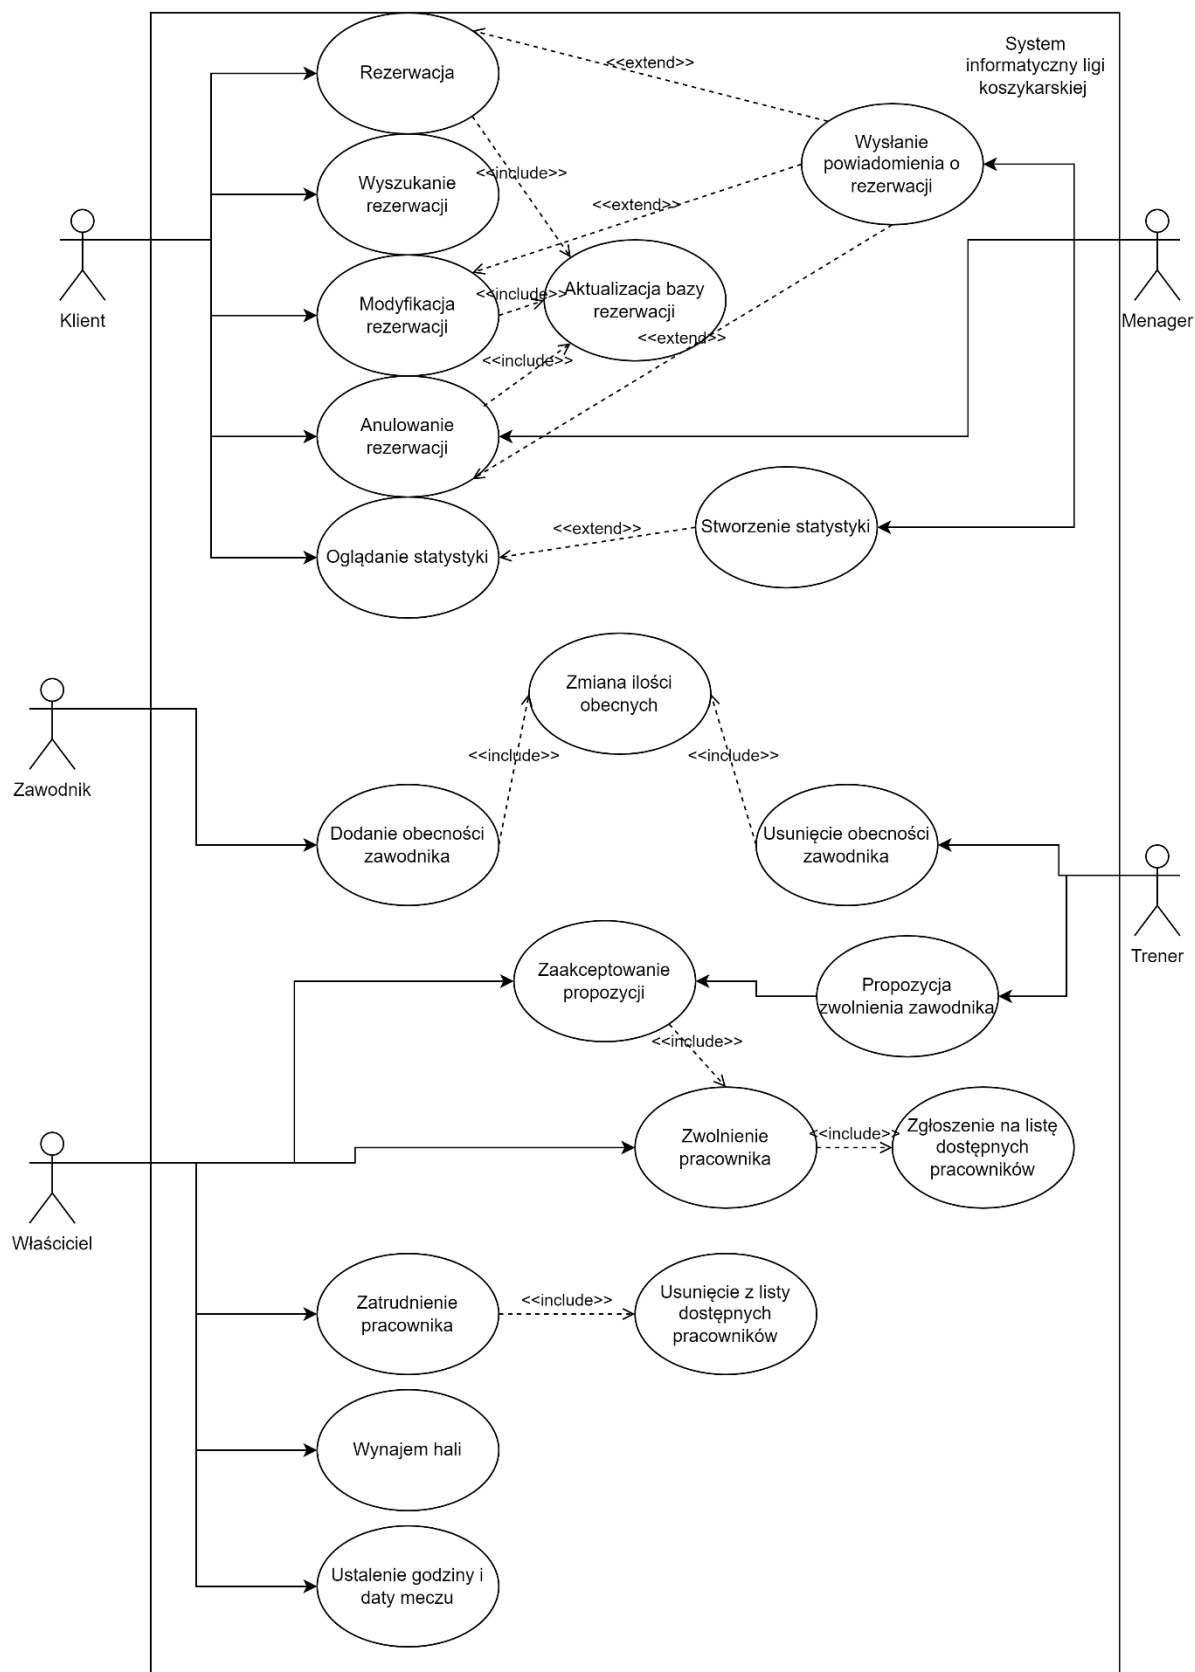 System
informatyczny ligi
koszykarskiej
Rezerwacja
<<extend>>
Wysłanie
powiadomienia o
rezerwacji
Wyszukanie
rezerwacji
<<include>>
<<extend>>
Klient
Menager
Modyfikacja
rezerwacji
<<include>>
Aktualizacja bazy
rezerwacji
<<extend>>
<<include>>
Anulowanie
rezerwacji
Oglądanie statystyki
<<extend>>
Stworzenie statystyki
Zmiana ilości
obecnych
<<include>>
<<include>>
Zawodnik
Dodanie obecności
zawodnika
Usunięcie obecności
zawodnika
Trener
Zaakceptowanie
propozycji
Propozycja
zwolnienia zawodnika
<<include>>
Zwolnienie
pracownika
<<include>>
Zgłoszenie na listę
dostępnych
pracowników
Właściciel
Zatrudnienie
pracownika
<<include>>
Usunięcie z listy
dostępnych
pracowników
Wynajem hali
Ustalenie godziny i
daty meczu